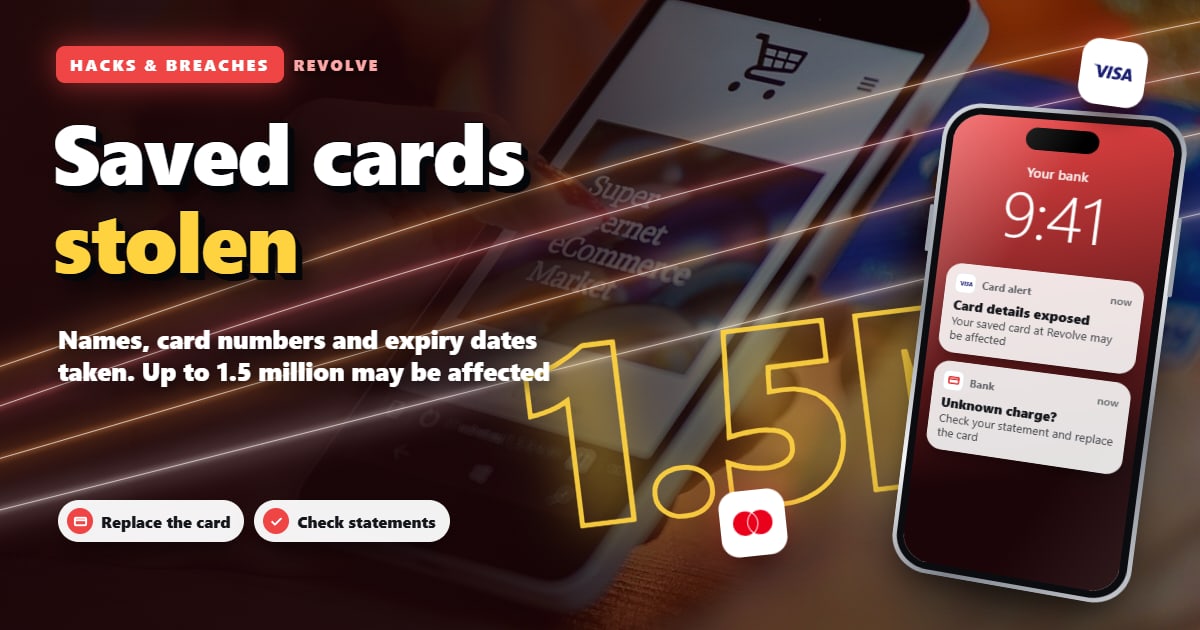 HACKS & BREACHES REVOLVE
Saved cards
stolen
Names, card numbers and expiry dates
taken. Up to 1.5 million may be affected
Replace the card
Check statements
Super
eCommerce
Market
1.5
VISA
Your bank
9:41
VISA Card alert now
Card details exposed
Your saved card at Revolve may
be affected
Bank now
Unknown charge?
Check your statement and replace
the card